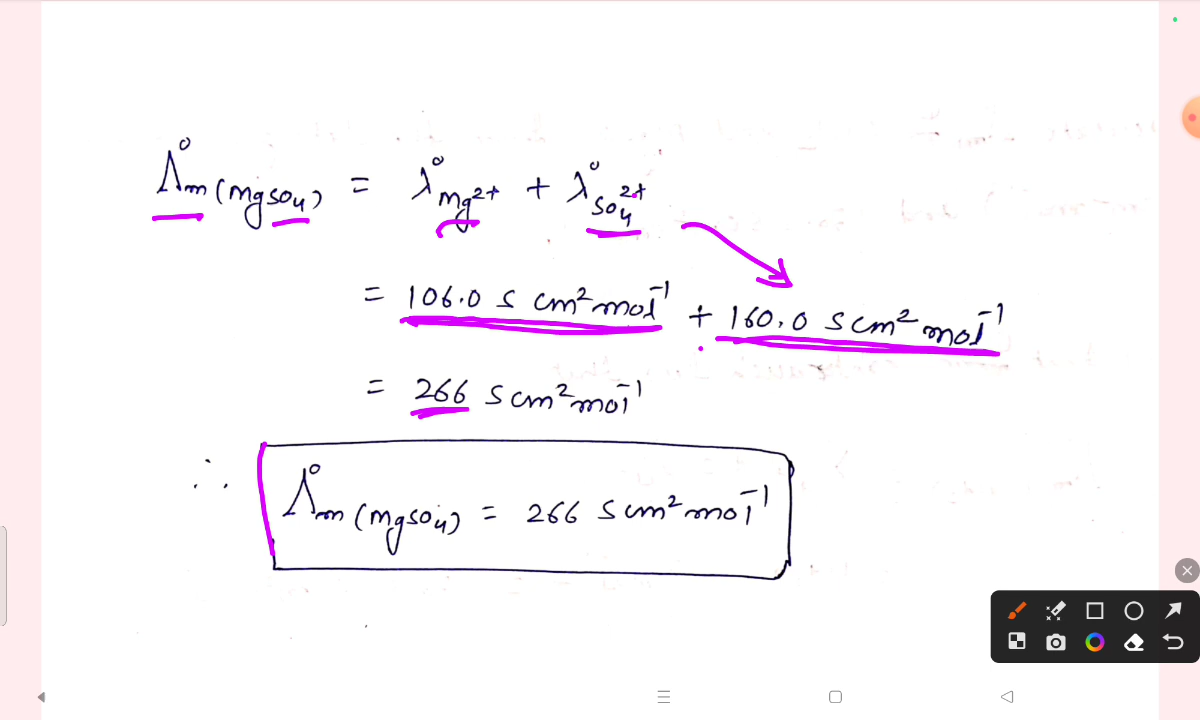 Λ°m (MgSO4) = λ°Mg2+ + λ°SO42+
= 106.0 S cm² mol⁻¹ + 160.0 S cm² mol⁻¹
= 266 S cm² mol⁻¹
∴ Λ°m (MgSO4) = 266 S cm² mol⁻¹